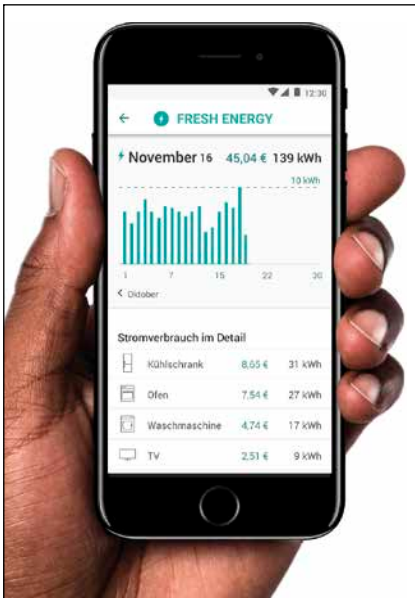 12:30
FRESH ENERGY
November 16 45,04 € 139 kWh
10 kWh
1 7 15 22 30
Oktober
Stromverbrauch im Detail
Kühlschrank 8,65 € 31 kWh
Ofen 7,54 € 27 kWh
Waschmaschine 4,74 € 17 kWh
TV 2,51 € 9 kWh